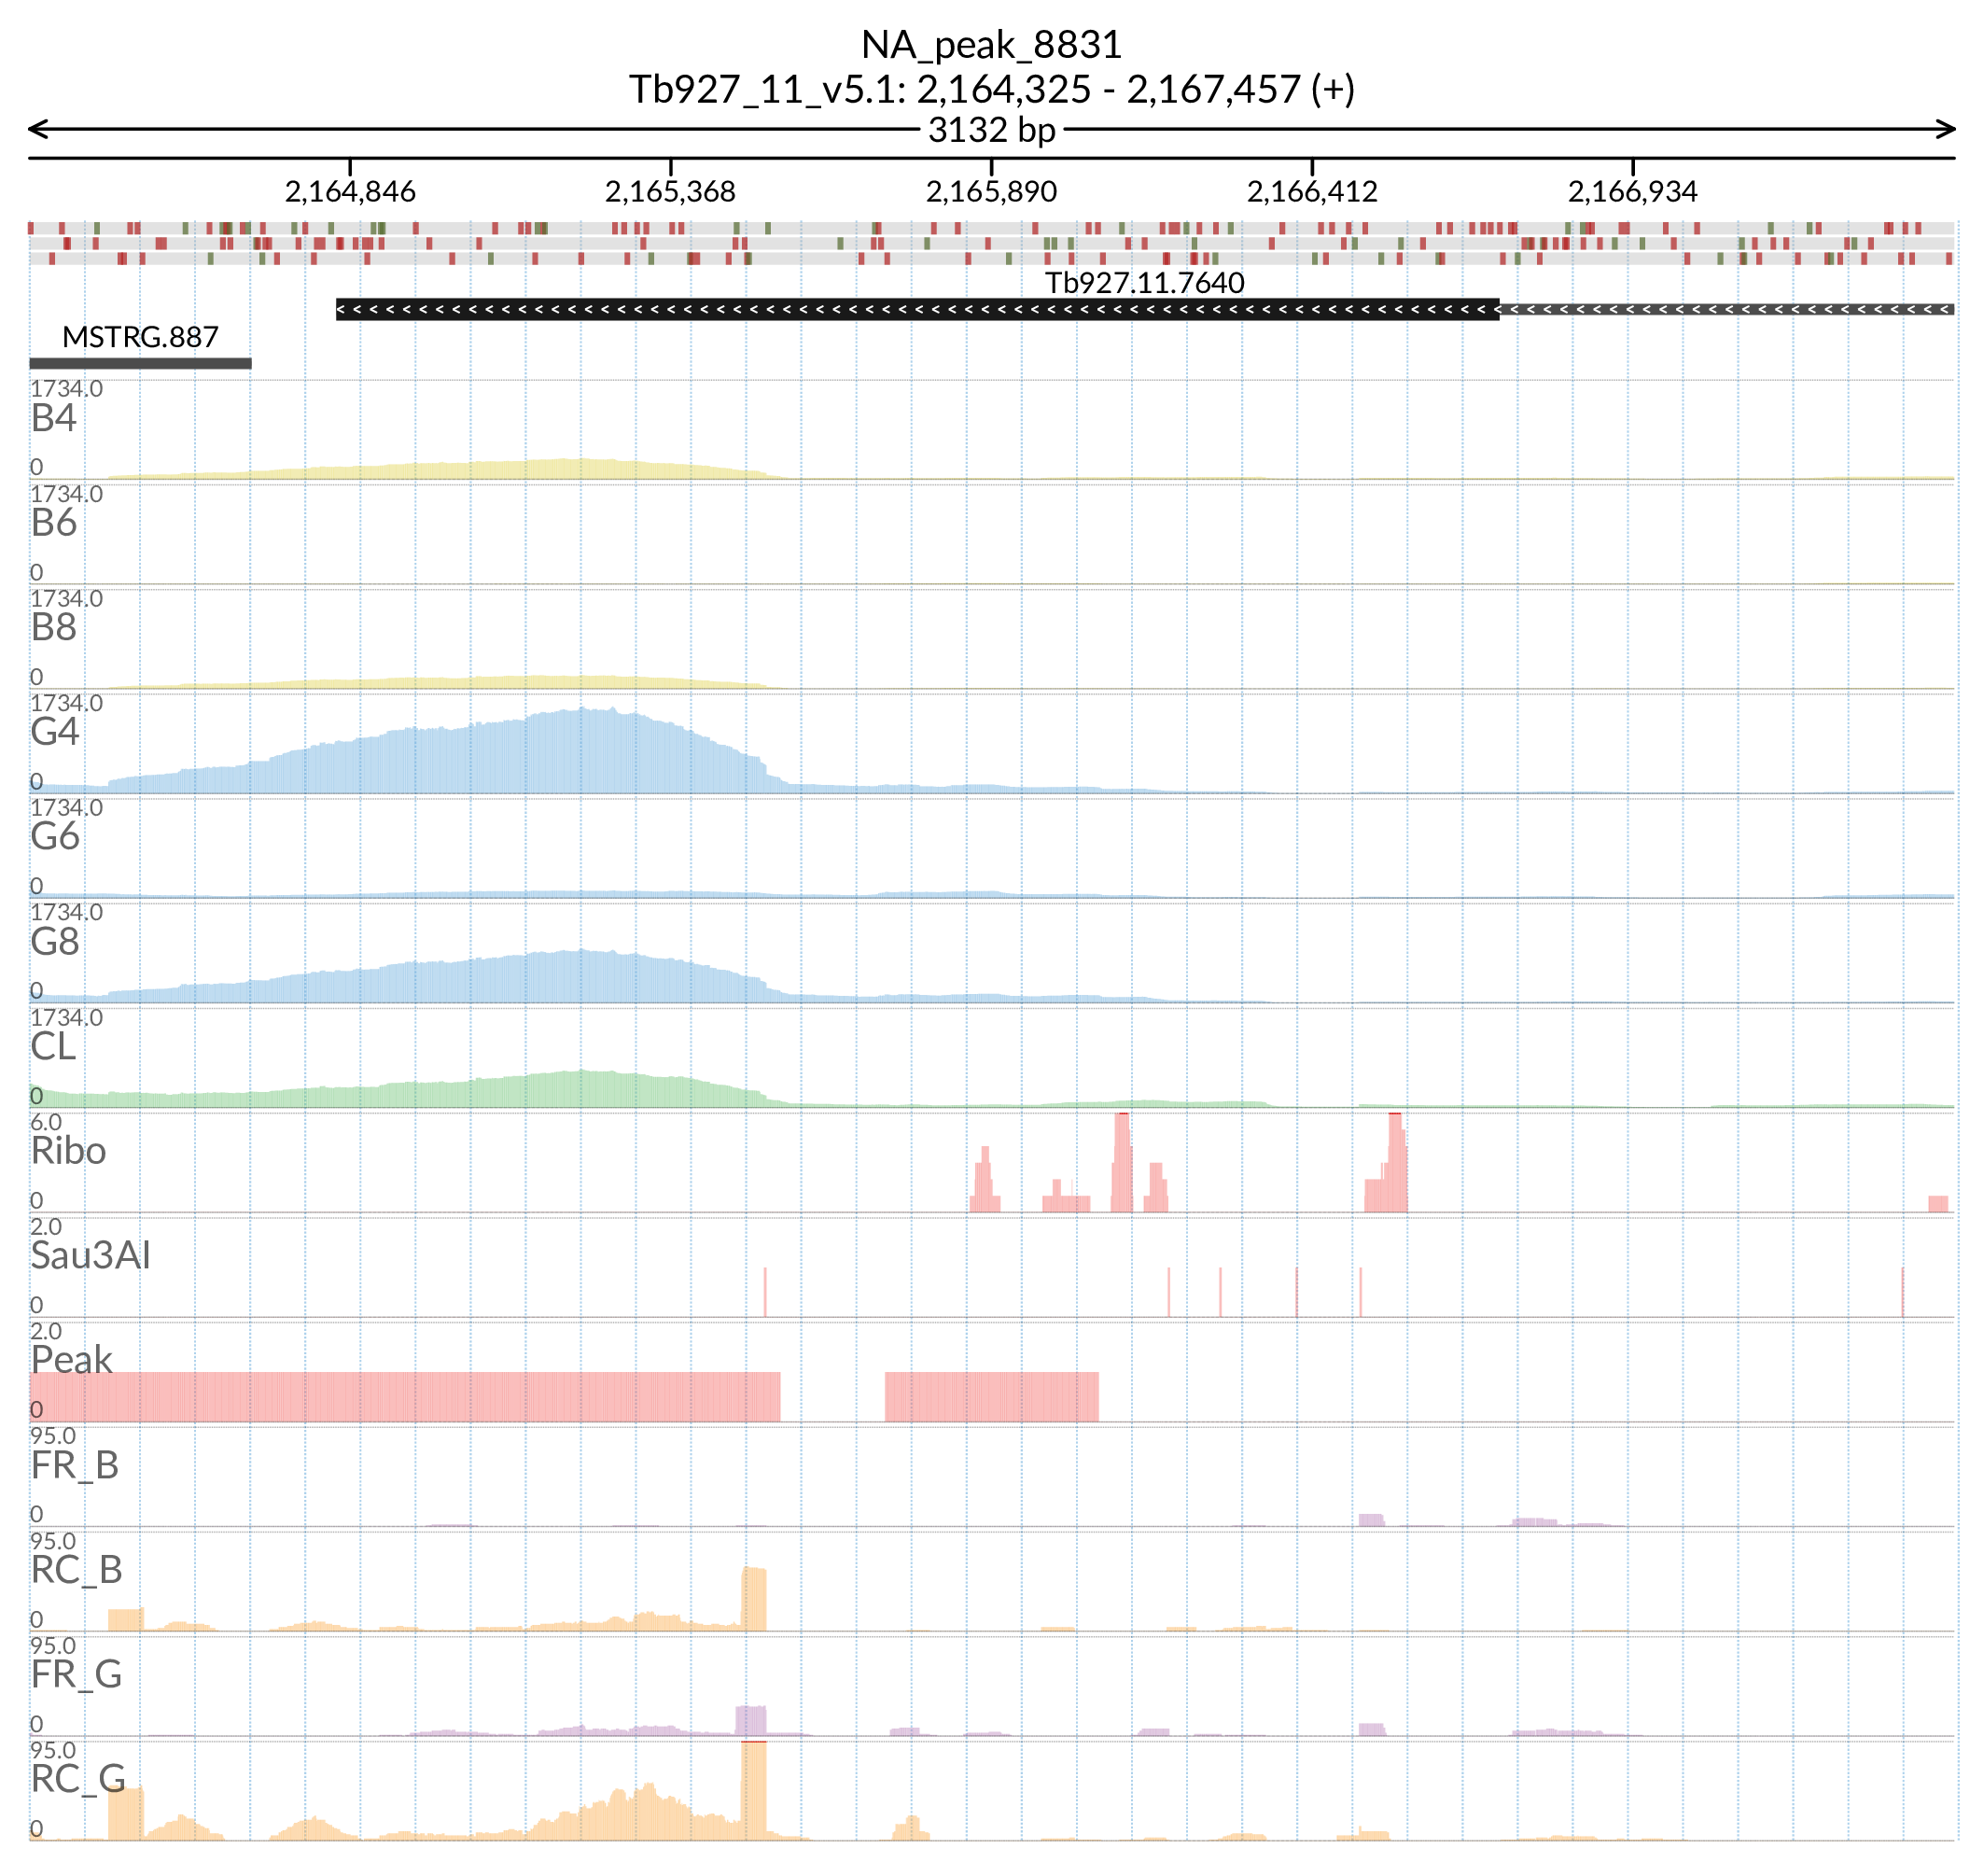 NA_peak_8831
Tb927_11_v5.1: 2,164,325 - 2,167,457 (+)
3132 bp
2,164,846 2,165,368 2,165,890 2,166,412 2,166,934
Tb927.11.7640
MSTRG.887
1734.0
B4
0
1734.0
B6
0
1734.0
B8
0
1734.0
G4
0
1734.0
G6
0
1734.0
G8
0
1734.0
CL
0
6.0
Ribo
0
2.0
Sau3AI
0
2.0
Peak
0
95.0
FR_B
0
95.0
RC_B
0
95.0
FR_G
0
95.0
RC_G
0